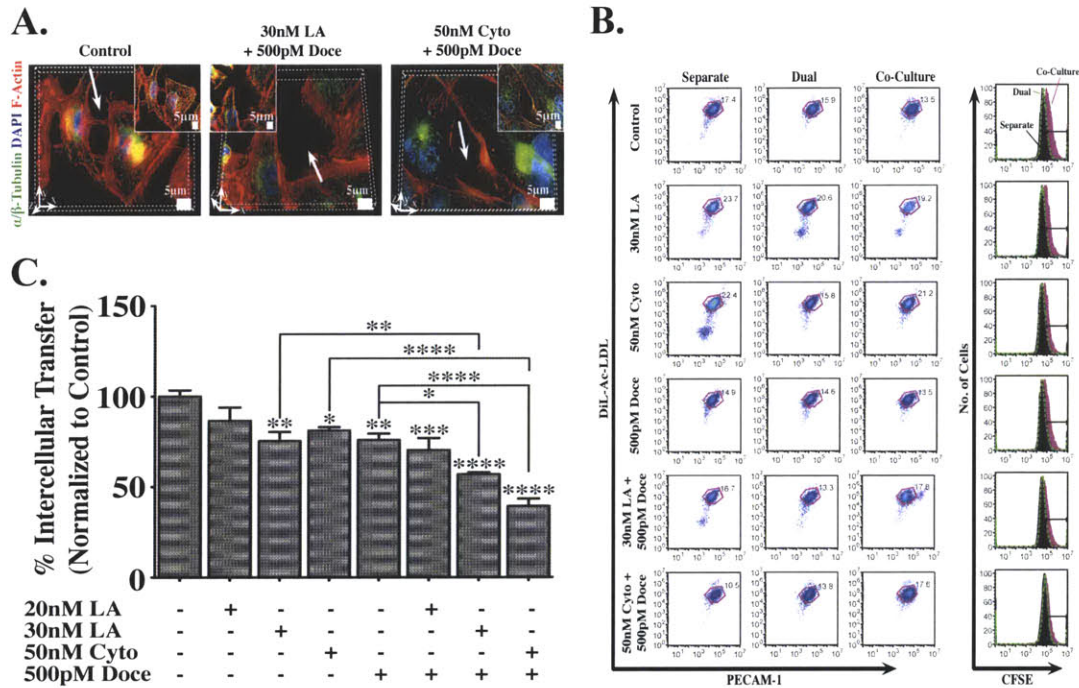 A.
Control
30nM LA
+ 500pM Doce
50nM Cyto
+ 500pM Doce
α/β-Tubulin DAPI F-Actin
5μm
5μm
5μm
5μm
5μm
5μm
B.
Separate
Dual
Co-Culture
Co-Culture
Dual
Separate
Control
17.4
15.9
13.5
30nM LA
23.7
20.6
19.2
50nM Cyto
22.4
15.8
21.2
500pM Doce
14.9
14.6
13.5
30nM LA +
500pM Doce
16.7
13.3
17.8
50nM Cyto +
500pM Doce
10.5
13.8
17.6
DiL-Ac-LDL
PECAM-1
No. of Cells
CFSE
C.
% Intercellular Transfer
(Normalized to Control)
150
100
50
0
**
****
****
*
** * ** *** **** ****
20nM LA - + - - - + - -
30nM LA - - + - - - + -
50nM Cyto - - - + - - - +
500pM Doce - - - - + + + +